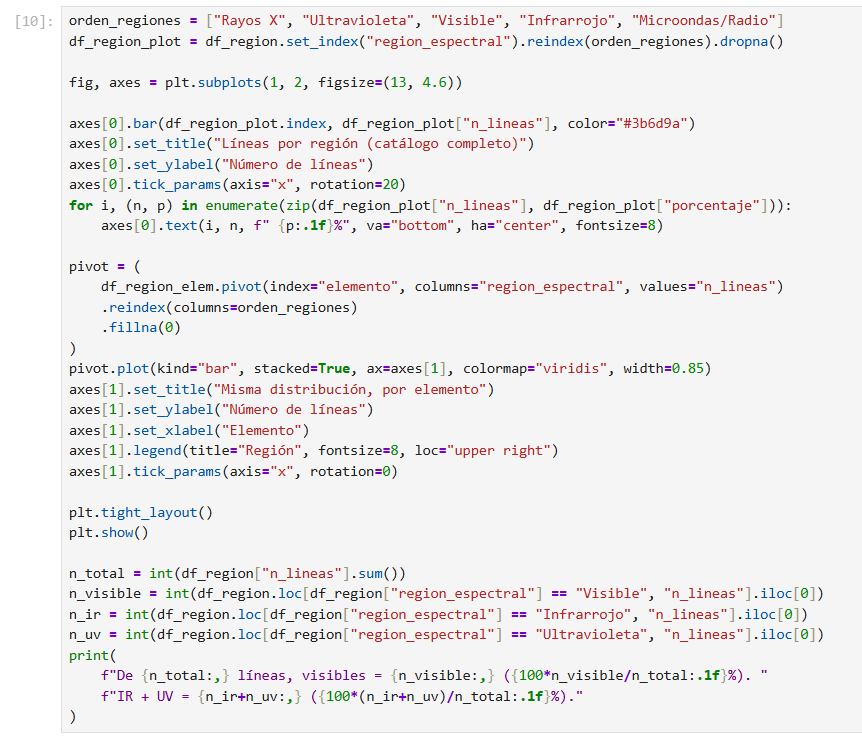 [10]: orden_regiones = ["Rayos X", "Ultravioleta", "Visible", "Infrarrojo", "Microondas/Radio"]
df_region_plot = df_region.set_index("region_espectral").reindex(orden_regiones).dropna()

fig, axes = plt.subplots(1, 2, figsize=(13, 4.6))

axes[0].bar(df_region_plot.index, df_region_plot["n_lineas"], color="#3b6d9a")
axes[0].set_title("Líneas por región (catálogo completo)")
axes[0].set_ylabel("Número de líneas")
axes[0].tick_params(axis="x", rotation=20)
for i, (n, p) in enumerate(zip(df_region_plot["n_lineas"], df_region_plot["porcentaje"])):
    axes[0].text(i, n, f" {p:.1f}%", va="bottom", ha="center", fontsize=8)

pivot = (
    df_region_elem.pivot(index="elemento", columns="region_espectral", values="n_lineas")
    .reindex(columns=orden_regiones)
    .fillna(0)
)
pivot.plot(kind="bar", stacked=True, ax=axes[1], colormap="viridis", width=0.85)
axes[1].set_title("Misma distribución, por elemento")
axes[1].set_ylabel("Número de líneas")
axes[1].set_xlabel("Elemento")
axes[1].legend(title="Región", fontsize=8, loc="upper right")
axes[1].tick_params(axis="x", rotation=0)

plt.tight_layout()
plt.show()

n_total = int(df_region["n_lineas"].sum())
n_visible = int(df_region.loc[df_region["region_espectral"] == "Visible", "n_lineas"].iloc[0])
n_ir = int(df_region.loc[df_region["region_espectral"] == "Infrarrojo", "n_lineas"].iloc[0])
n_uv = int(df_region.loc[df_region["region_espectral"] == "Ultravioleta", "n_lineas"].iloc[0])
print(
    f"De {n_total:,} líneas, visibles = {n_visible:,} ({100*n_visible/n_total:.1f}%). "
    f"IR + UV = {n_ir+n_uv:,} ({100*(n_ir+n_uv)/n_total:.1f}%)."
)